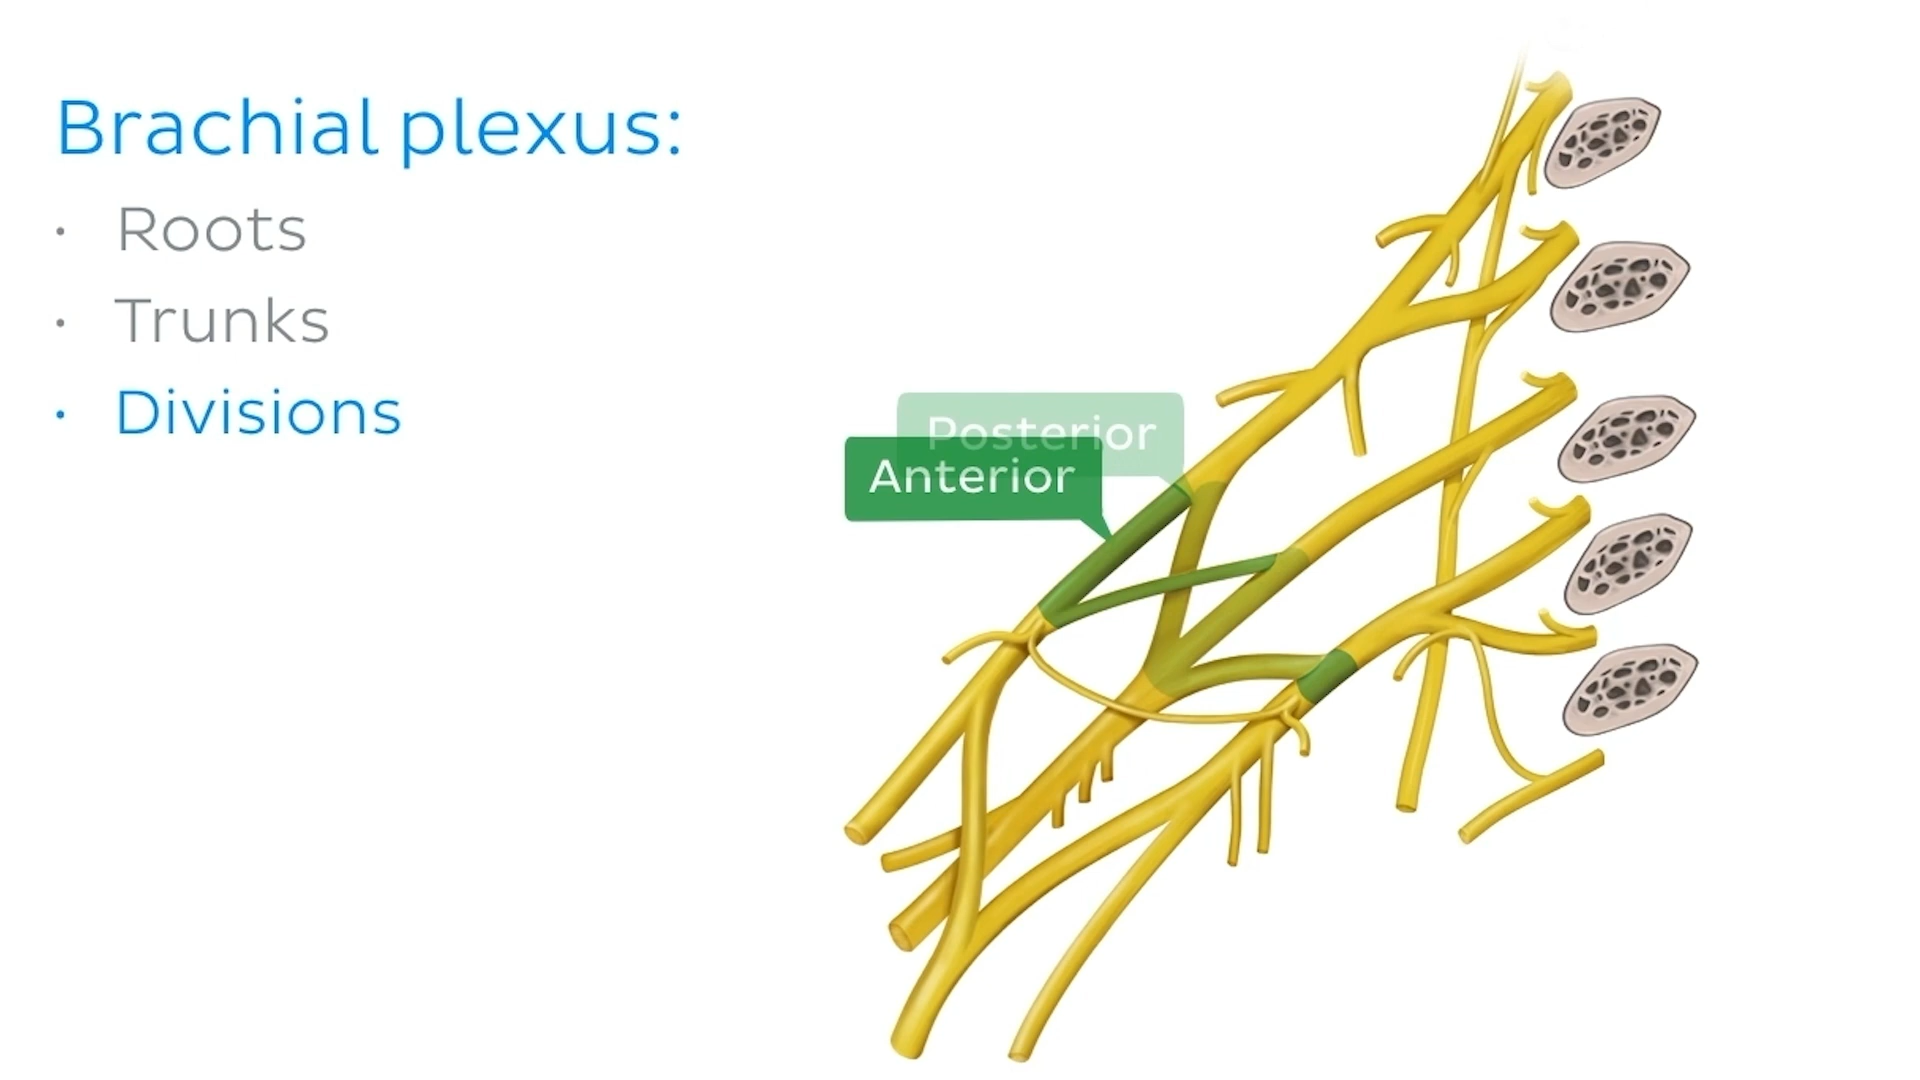 Brachial plexus:
· Roots
· Trunks
· Divisions
Posterior
Anterior